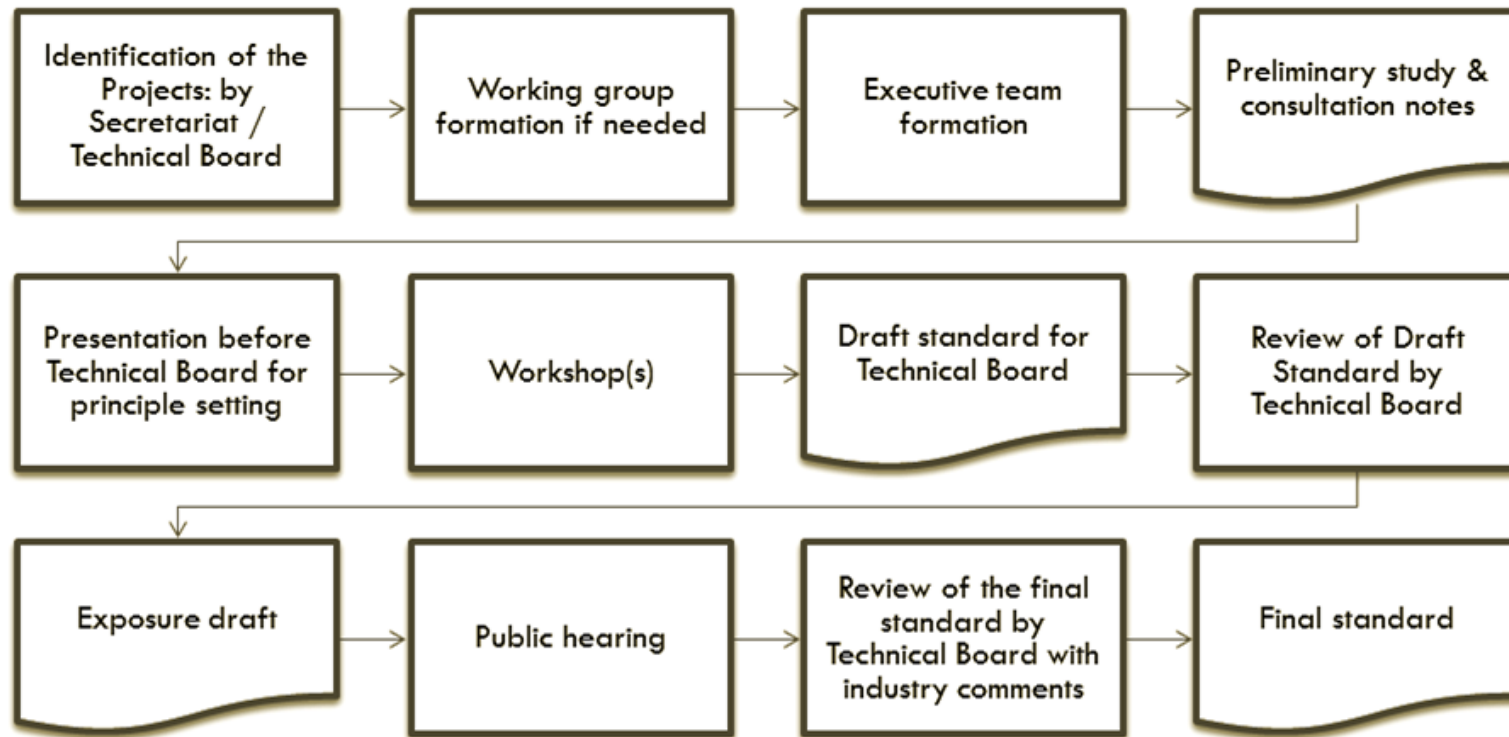 Identification of the
Projects: by
Secretariat /
Technical Board
Working group
formation if needed
Executive team
formation
Preliminary study &
consultation notes
Presentation before
Technical Board for
principle setting
Workshop(s)
Draft standard for
Technical Board
Review of Draft
Standard by
Technical Board
Exposure draft
Public hearing
Review of the final
standard by
Technical Board with
industry comments
Final standard